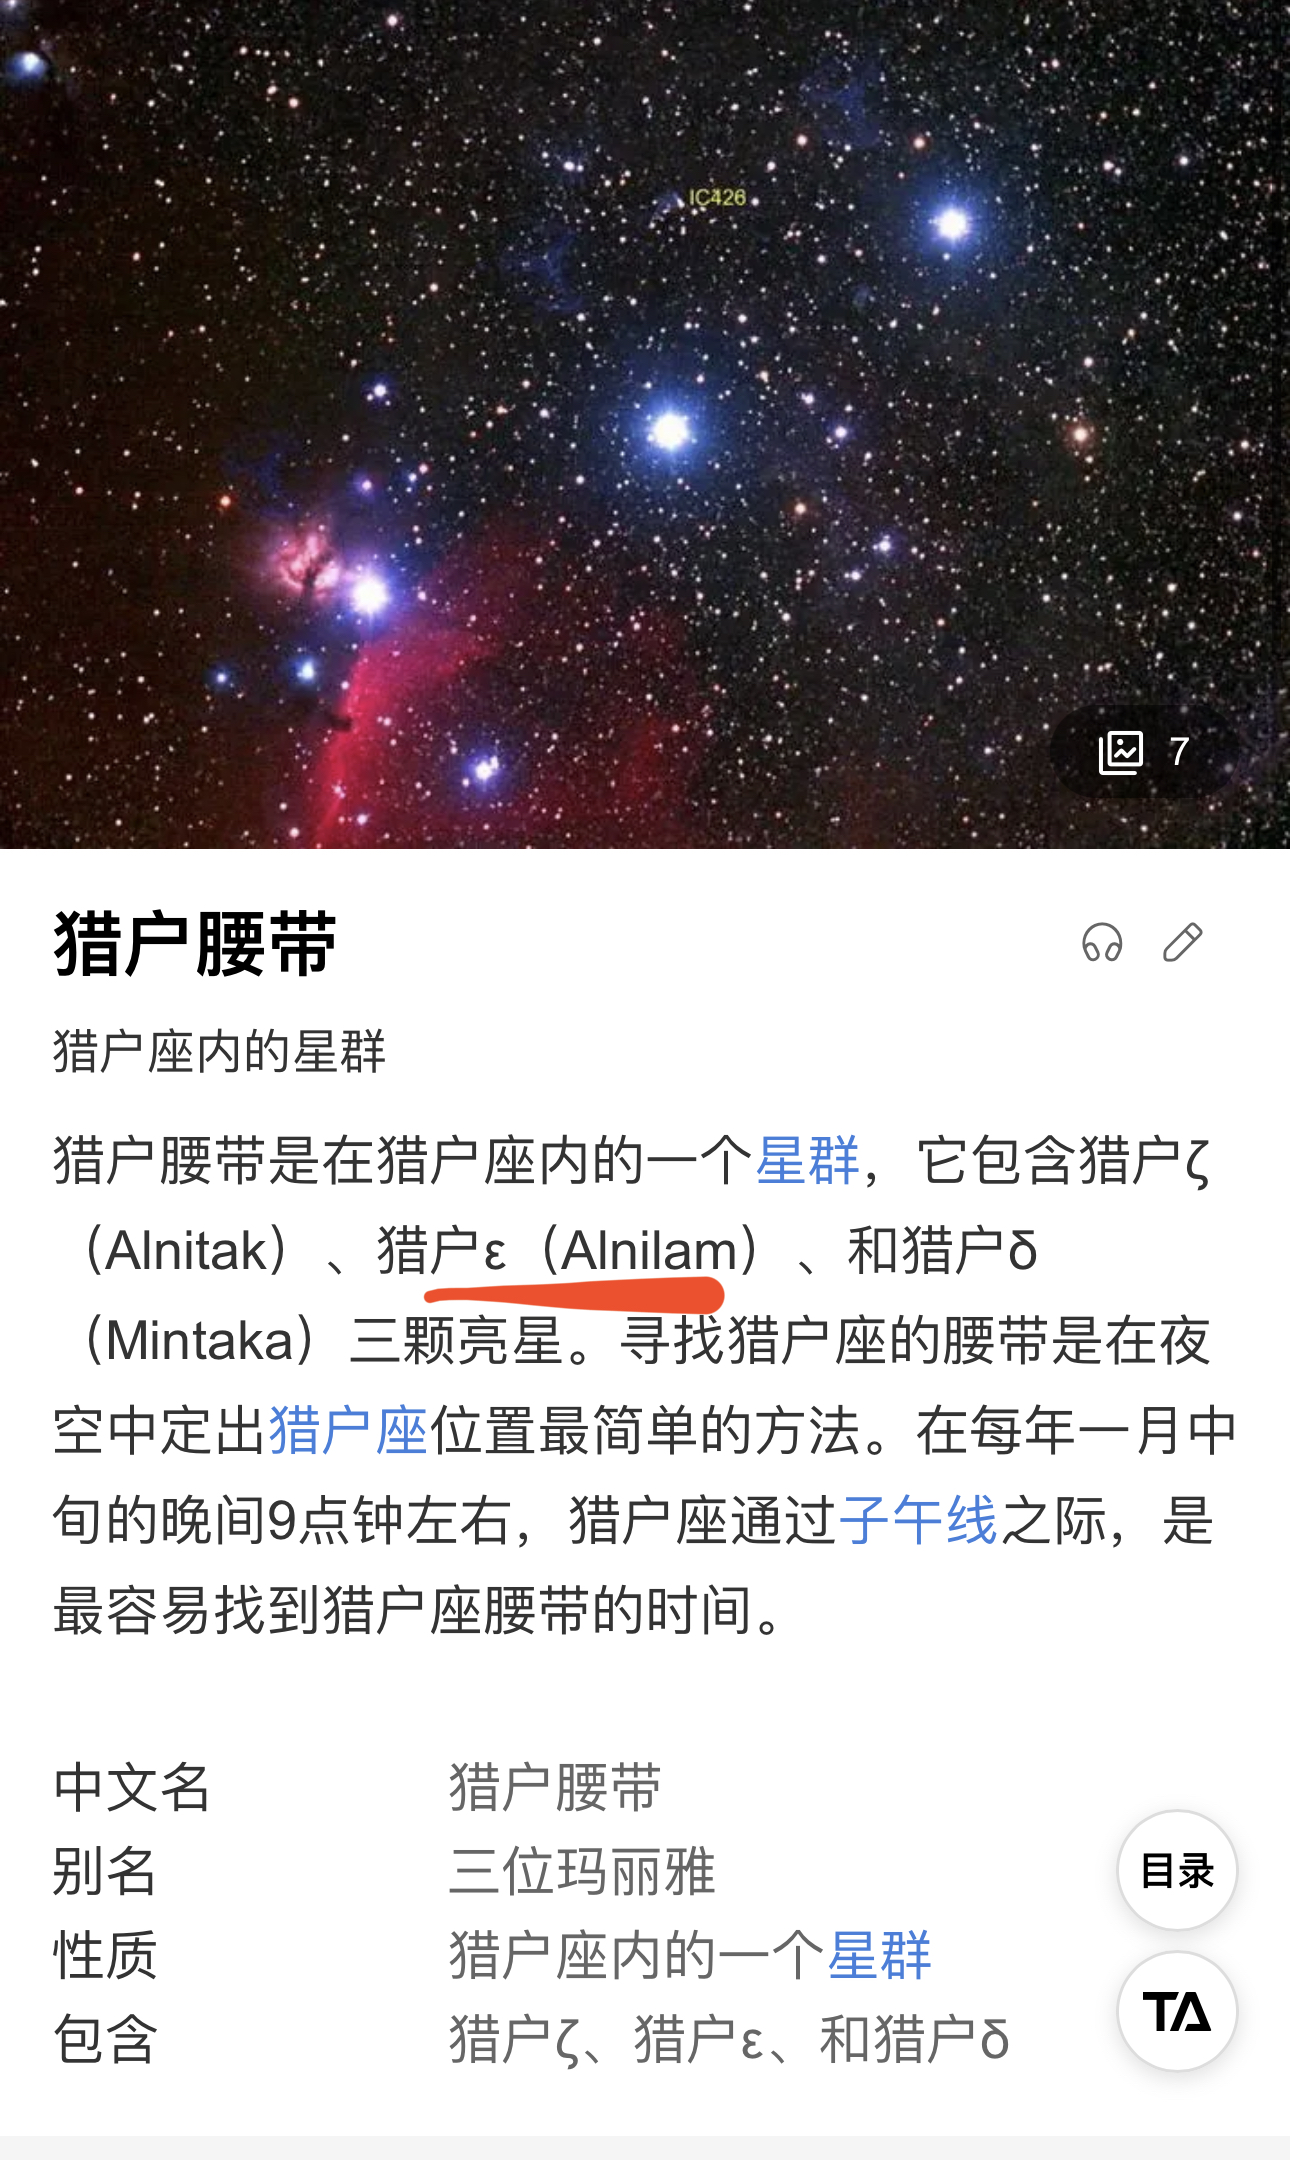 IC426
7
猎户腰带
猎户座内的星群
猎户腰带是在猎户座内的一个星群，它包含猎户ζ
（Alnitak）、猎户ε（Alnilam）、和猎户δ
（Mintaka）三颗亮星。寻找猎户座的腰带是在夜
空中定出猎户座位置最简单的方法。在每年一月中
旬的晚间9点钟左右，猎户座通过子午线之际，是
最容易找到猎户座腰带的时间。
中文名 猎户腰带
别名 三位玛丽雅
性质 猎户座内的一个星群
包含 猎户ζ、猎户ε、和猎户δ
目录
TA